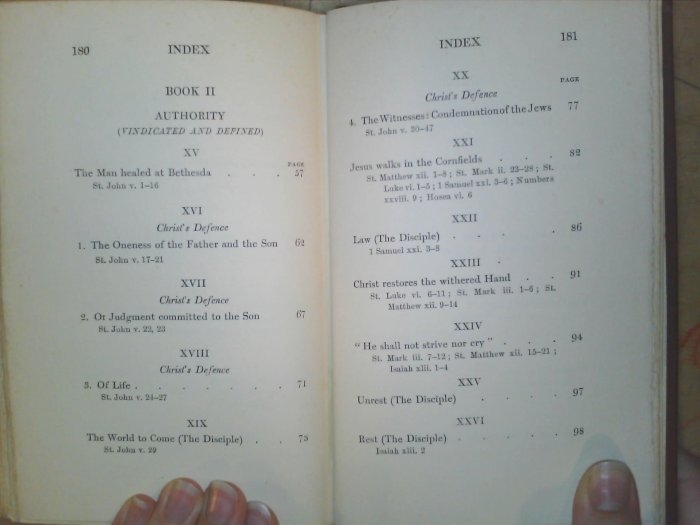 180 INDEX
BOOK II
AUTHORITY
(VINDICATED AND DEFINED)
XV
PAGE
The Man healed at Bethesda . . . 57
St. John v. 1-16
XVI
Christ's Defence
1. The Oneness of the Father and the Son 62
St. John v. 17-21
XVII
Christ's Defence
2. Of Judgment committed to the Son 67
St. John v. 22, 23
XVIII
Christ's Defence
3. Of Life . . . . . . . 71
St. John v. 24-27
XIX
The World to Come (The Disciple) . . 75
St. John v. 29
INDEX 181
XX
PAGE
Christ's Defence
4. The Witnesses: Condemnation of the Jews 77
St. John v. 30-47
XXI
Jesus walks in the Cornfields . . . 82
St. Matthew xii. 1-8; St. Mark ii. 23-28; St.
Luke vi. 1-5; 1 Samuel xxi. 3-6; Numbers
xxviii. 9; Hosea vi. 6
XXII
Law (The Disciple) . . . . 86
1 Samuel xxi. 3-8
XXIII
Christ restores the withered Hand . . 91
St. Luke vi. 6-11; St. Mark iii. 1-6; St.
Matthew xii. 9-14
XXIV
"He shall not strive nor cry" . . . 94
St. Mark iii. 7-12; St. Matthew xii. 15-21;
Isaiah xlii. 1-4
XXV
Unrest (The Disciple) . . . . 97
XXVI
Rest (The Disciple) . . . . 98
Isaiah xliii. 2